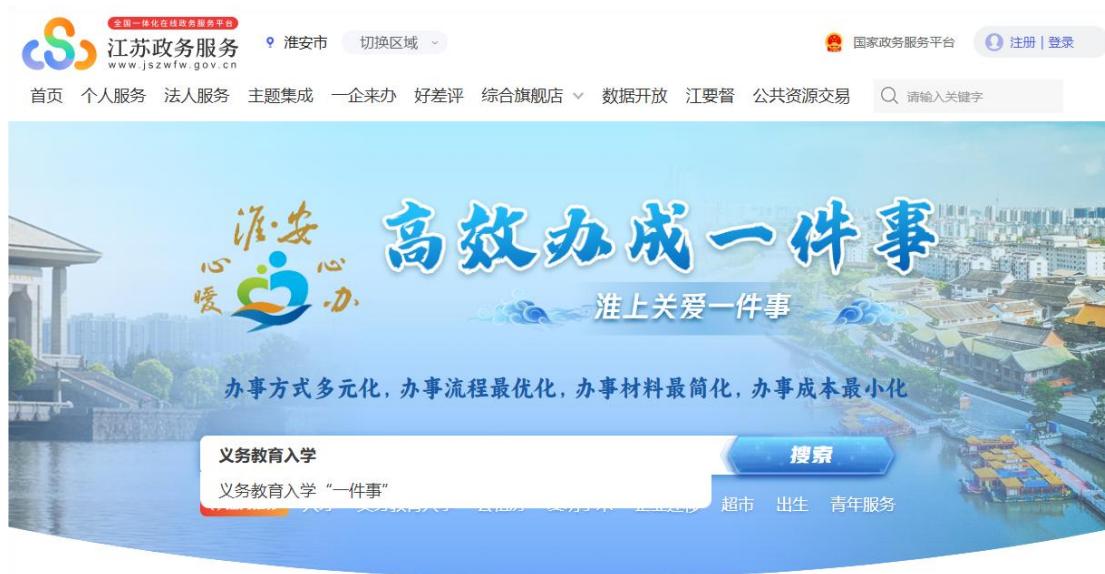 全国一体化在线政务服务平台
江苏政务服务
www.jszwfw.gov.cn
淮安市 切换区域
国家政务服务平台 注册 | 登录
首页 个人服务 法人服务 主题集成 一企来办 好差评 综合旗舰店 数据开放 江要督 公共资源交易 请输入关键字
淮·安
心暖
心办
高效办成一件事
淮上关爱一件事
办事方式多元化, 办事流程最优化, 办事材料最简化, 办事成本最小化
义务教育入学 搜索
义务教育入学“一件事”
超市 出生 青年服务